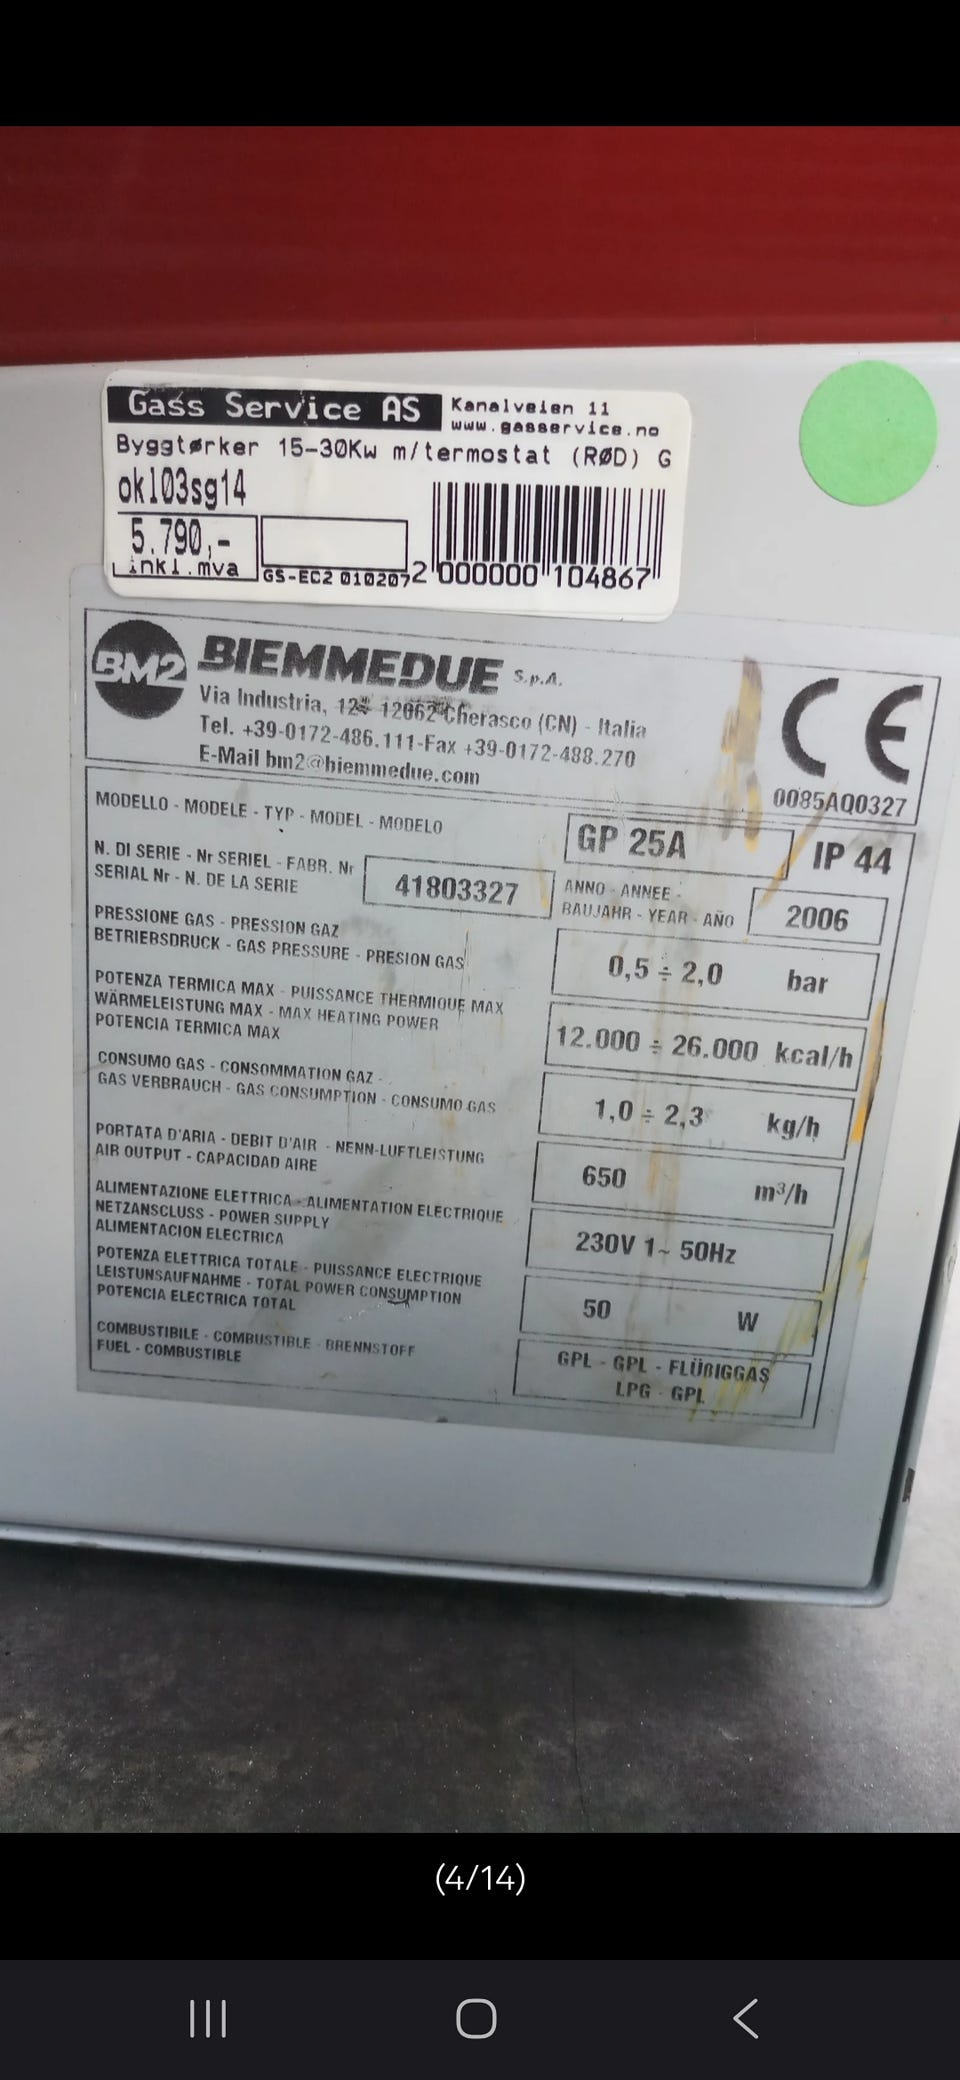 Gass Service AS Kanalveien 11
www.gasservice.no
Byggtørker 15-30Kw m/termostat (RØD) G
okl03sg14
5.790,-
inkl.mva
GS-EC2 010207
2 000000 104867
BM2 BIEMMEDUE S.p.A.
Via Industria, 12 12062 Cherasco (CN) - Italia
Tel. +39-0172-486.111-Fax +39-0172-488.270
E-Mail bm2@biemmedue.com
CE
0085AQ0327
MODELLO - MODELE - TYP - MODEL - MODELO
GP 25A IP 44
N. DI SERIE - Nr SERIEL - FABR. Nr
SERIAL Nr - N. DE LA SERIE
41803327
ANNO - ANNEE -
BAUJAHR - YEAR - AÑO
2006
PRESSIONE GAS - PRESSION GAZ
BETRIEBSDRUCK - GAS PRESSURE - PRESION GAS
0,5 ÷ 2,0 bar
POTENZA TERMICA MAX - PUISSANCE THERMIQUE MAX
WÄRMELEISTUNG MAX - MAX HEATING POWER
POTENCIA TERMICA MAX
12.000 ÷ 26.000 kcal/h
CONSUMO GAS - CONSOMMATION GAZ -
GAS VERBRAUCH - GAS CONSUMPTION - CONSUMO GAS
1,0 ÷ 2,3 kg/h
PORTATA D'ARIA - DEBIT D'AIR - NENN-LUFTLEISTUNG
AIR OUTPUT - CAPACIDAD AIRE
650 m³/h
ALIMENTAZIONE ELETTRICA - ALIMENTATION ELECTRIQUE
NETZANSCLUSS - POWER SUPPLY
ALIMENTACION ELECTRICA
230V 1~ 50Hz
POTENZA ELETTRICA TOTALE - PUISSANCE ELECTRIQUE
LEISTUNSAUFNAHME - TOTAL POWER CONSUMPTION
POTENCIA ELECTRICA TOTAL
50 W
COMBUSTIBILE - COMBUSTIBLE - BRENNSTOFF
FUEL - COMBUSTIBLE
GPL - GPL - FLÜßIGGAS
LPG - GPL
(4/14)